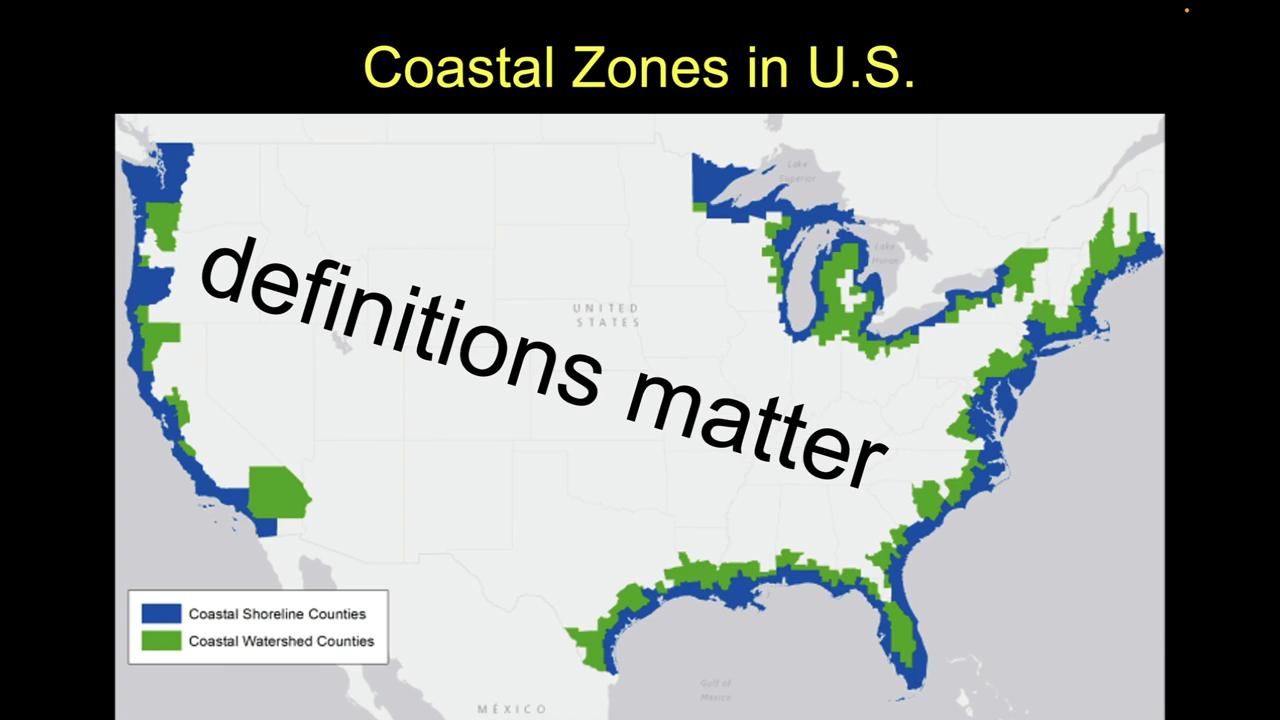 Coastal Zones in U.S.
Lake
Superior
Lake
Huron
definitions matter
UNITED
STATES
Coastal Shoreline Counties
Coastal Watershed Counties
Gulf of
Mexico
MÉXICO